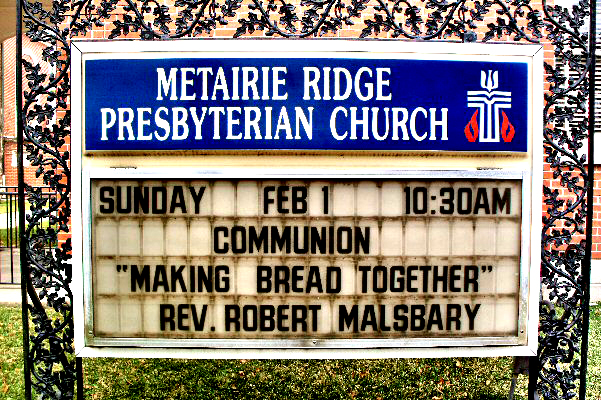 METAIRIE RIDGE
PRESBYTERIAN CHURCH
SUNDAY FEB 1 10:30AM
COMMUNION
"MAKING BREAD TOGETHER"
REV. ROBERT MALSBARY